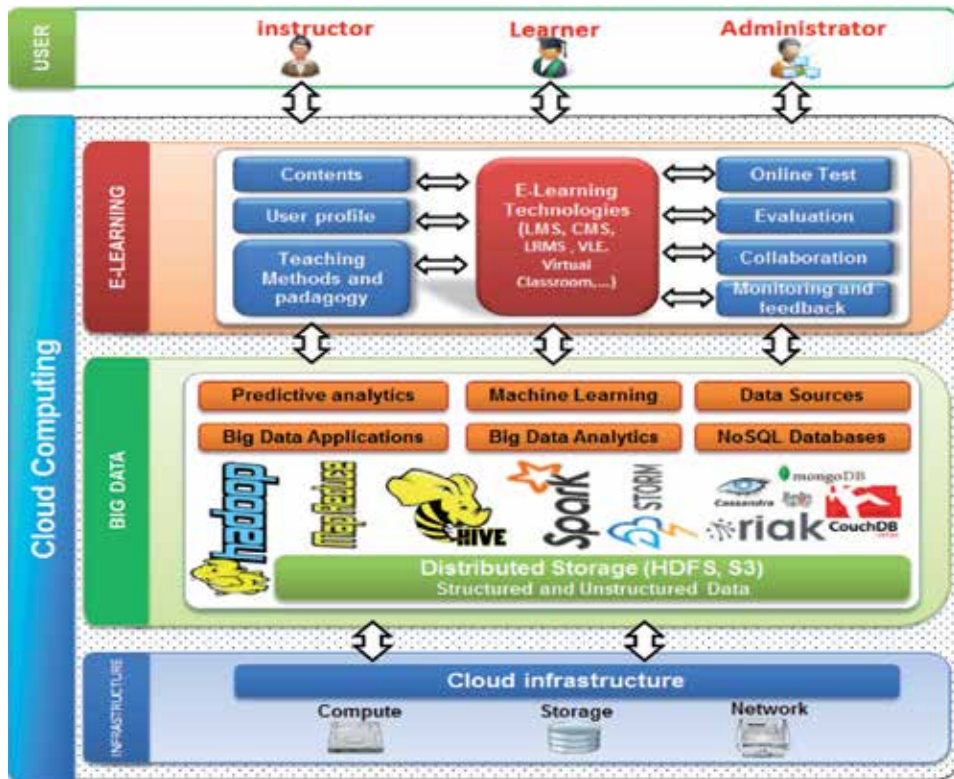 USER
instructor
Learner
Administrator
Cloud Computing
E-LEARNING
Contents
User profile
Teaching
Methods and
padagogy
E-Learning
Technologies
(LMS, CMS,
LRMS , VLE.
Virtual
Classroom,...)
Online Test
Evaluation
Collaboration
Monitoring and
feedback
BIG DATA
Predictive analytics
Machine Learning
Data Sources
Big Data Applications
Big Data Analytics
NoSQL Databases
hadoop
Map Reduce
HIVE
Spark
STORM
Cassandra
mongoDB
riak
CouchDB
Distributed Storage (HDFS, S3)
Structured and Unstructured Data
INFRASTRUCTURE
Cloud infrastructure
Compute
Storage
Network